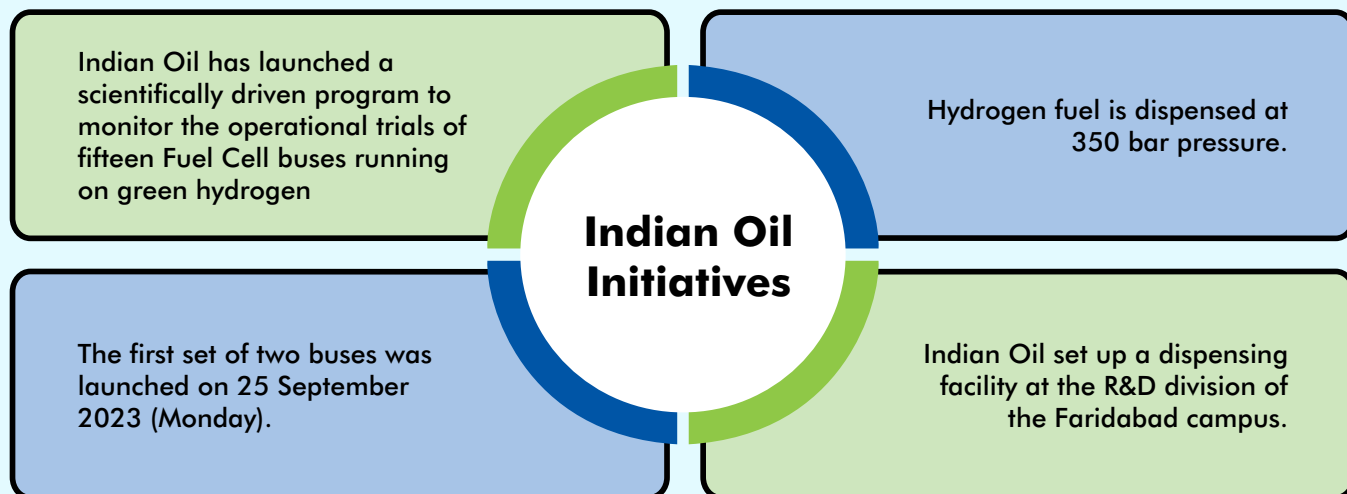 Indian Oil has launched a
scientifically driven program to
monitor the operational trials of
fifteen Fuel Cell buses running
on green hydrogen
Hydrogen fuel is dispensed at
350 bar pressure.
Indian Oil
Initiatives
The first set of two buses was
launched on 25 September
2023 (Monday).
Indian Oil set up a dispensing
facility at the R&D division of
the Faridabad campus.